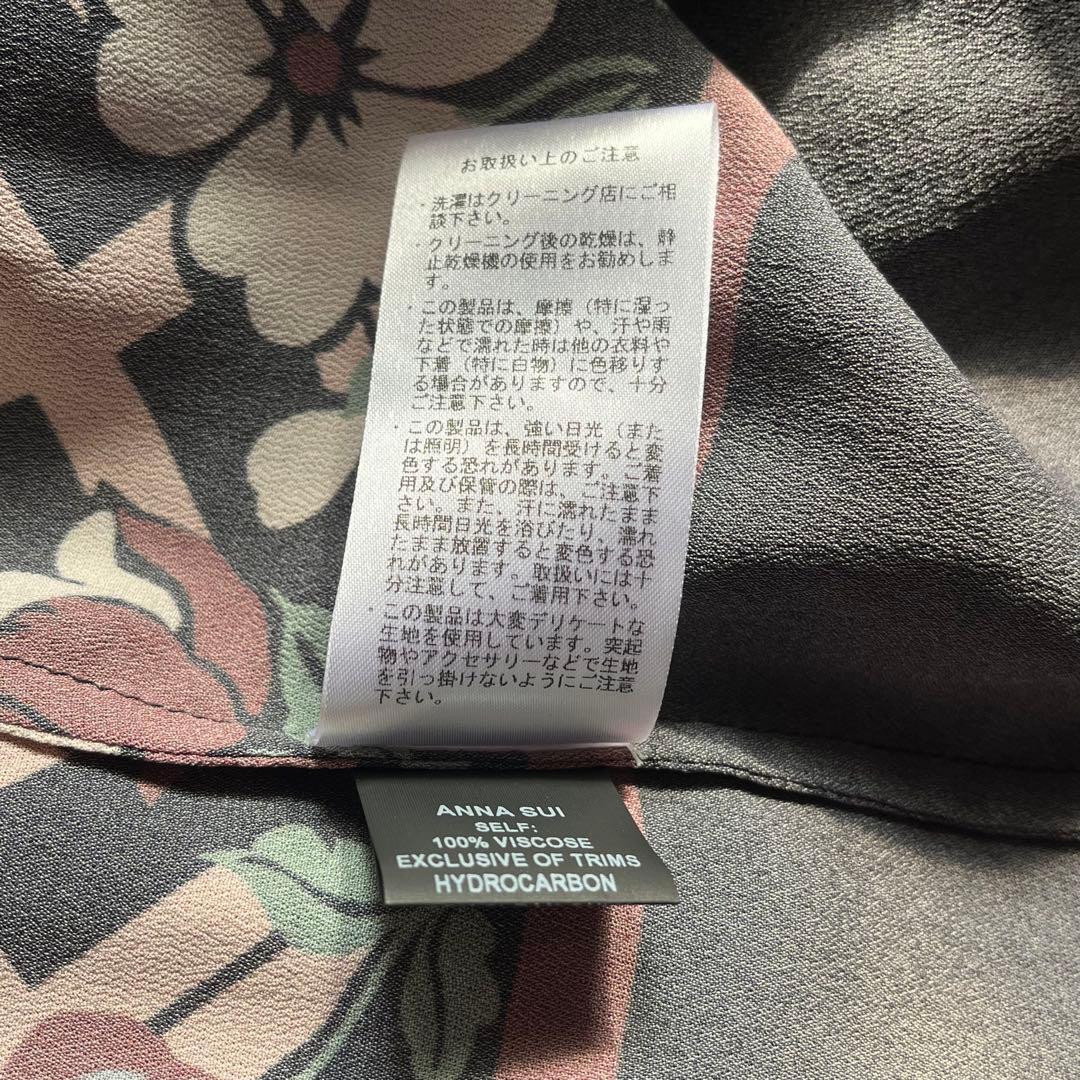 お取扱い上のご注意
・洗濯はクリーニング店にご相
談下さい。
・クリーニング後の乾燥は、静
止乾燥機の使用をお勧めしま
す。
・この製品は、摩擦（特に湿っ
た状態での摩擦）や、汗や雨
などで濡れた時は他の衣料や
下着（特に白物）に色移りす
る場合がありますので、十分
ご注意下さい。
・この製品は、強い日光（また
は照明）を長時間受けると変
色する恐れがあります。ご着
用及び保管の際は、ご注意下
さい。また、汗に濡れたまま
長時間日光を浴びたり、濡れ
たまま放置すると変色する恐
れがあります。取扱いには十
分注意して、ご着用下さい。
・この製品は大変デリケートな
生地を使用しています。突起
物やアクセサリーなどで生地
を引っ掛けないようにご注意
下さい。
ANNA SUI
SELF:
100% VISCOSE
EXCLUSIVE OF TRIMS
HYDROCARBON